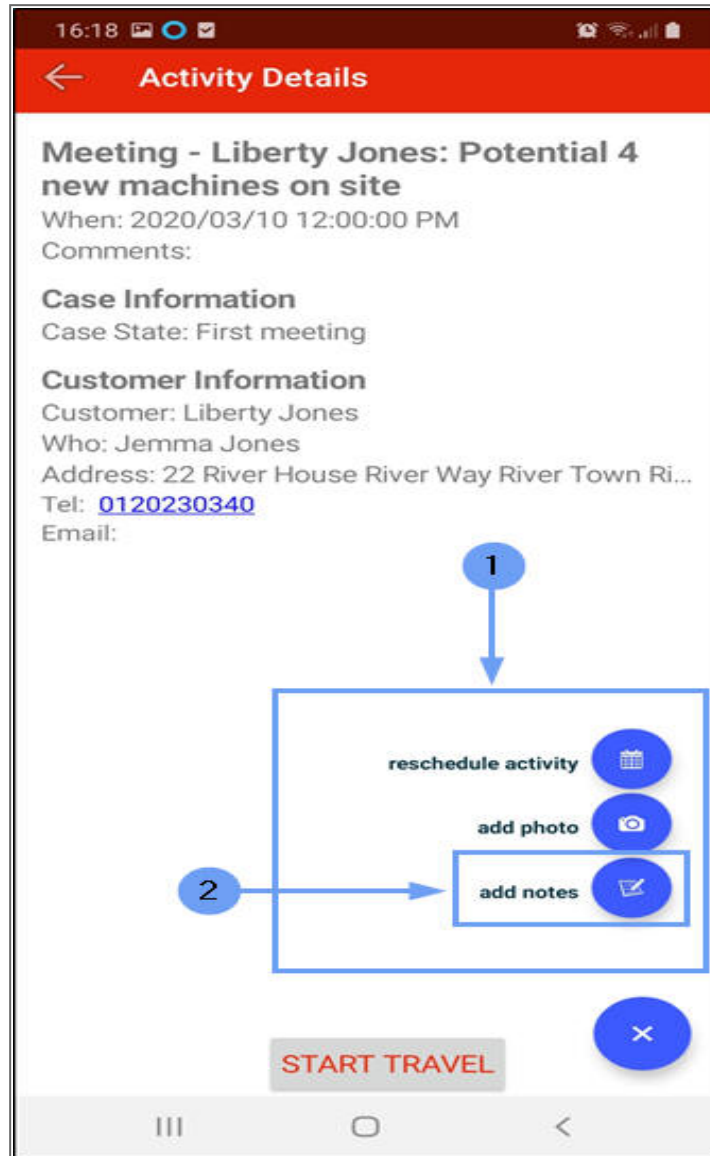 16:18
Activity Details
Meeting - Liberty Jones: Potential 4
new machines on site
When: 2020/03/10 12:00:00 PM
Comments:
Case Information
Case State: First meeting
Customer Information
Customer: Liberty Jones
Who: Jemma Jones
Address: 22 River House River Way River Town Ri...
Tel: 0120230340
Email:
1
reschedule activity
add photo
2
add notes
START TRAVEL